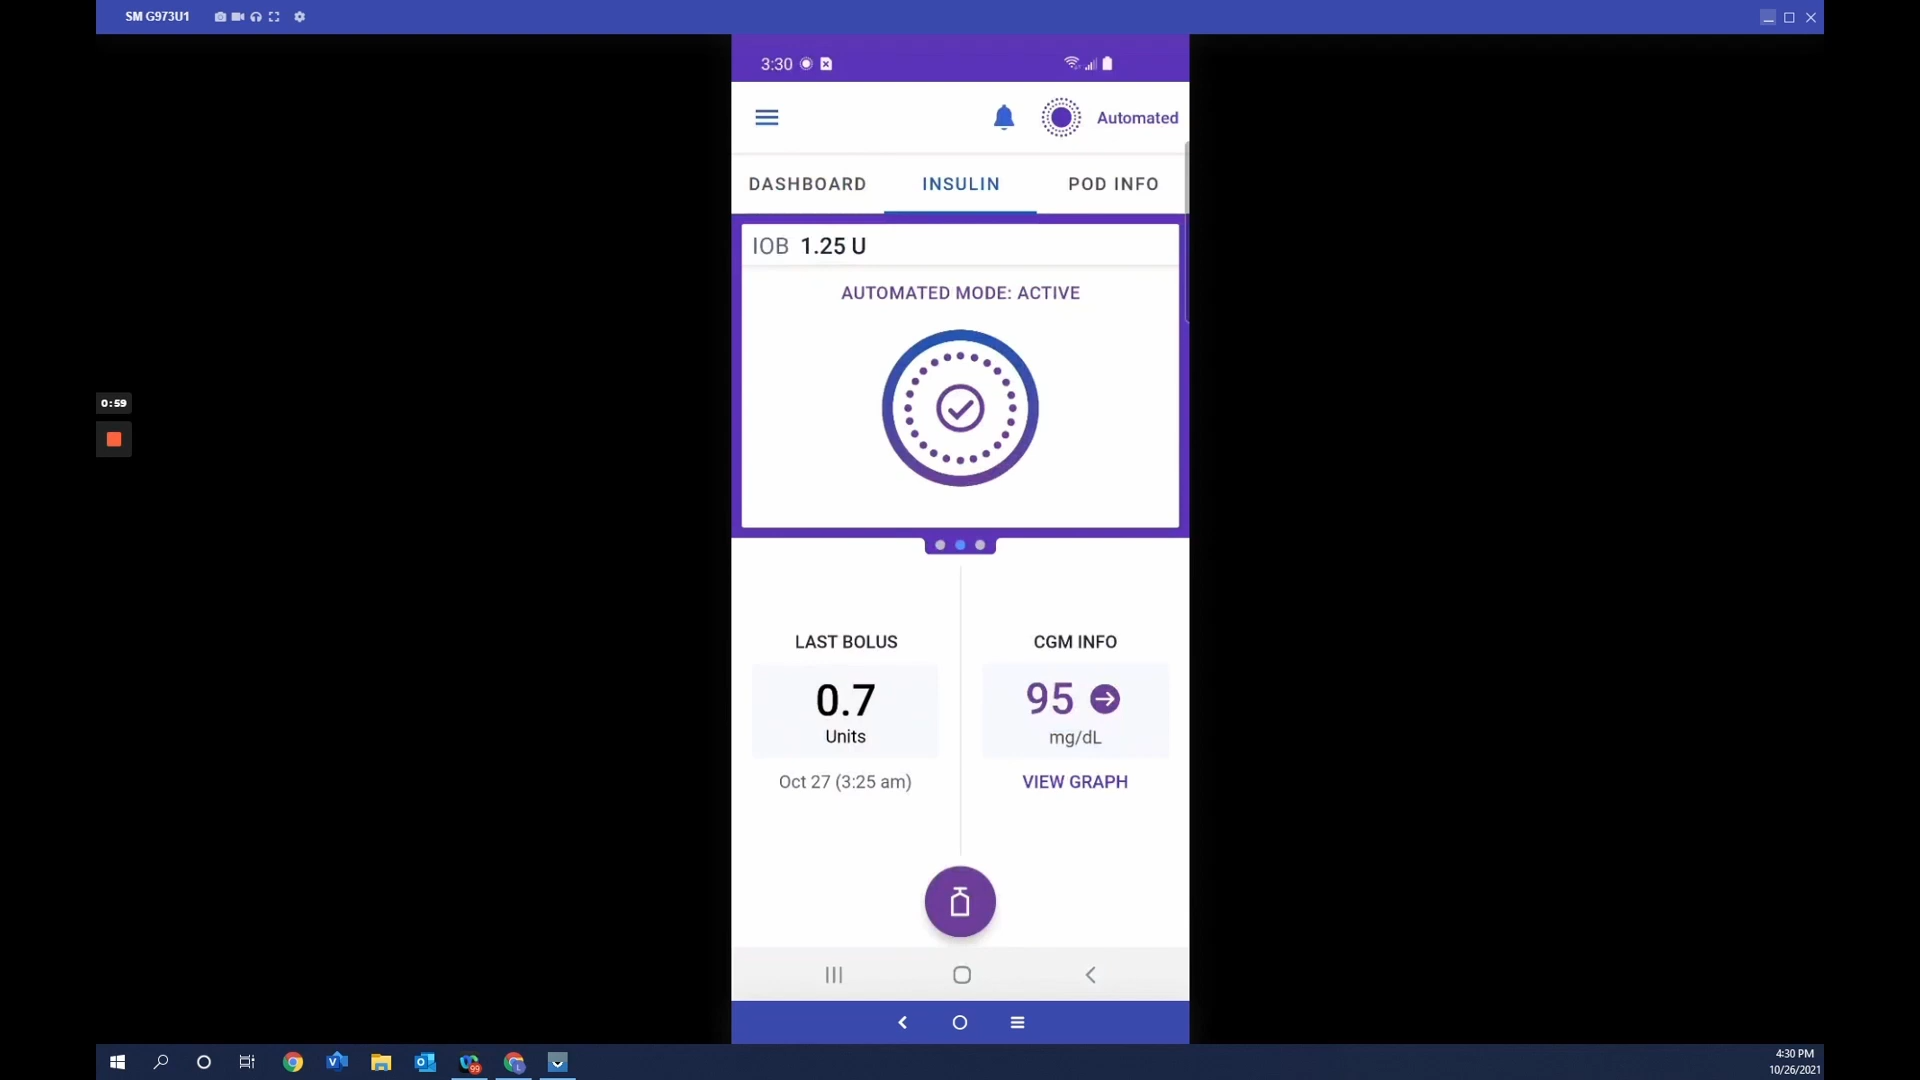 SM G973U1
3:30
Automated
DASHBOARD INSULIN POD INFO
IOB 1.25 U
AUTOMATED MODE: ACTIVE
0:59
LAST BOLUS
0.7
Units
Oct 27 (3:25 am)
CGM INFO
95
mg/dL
VIEW GRAPH
99
L
4:30 PM
10/26/2021